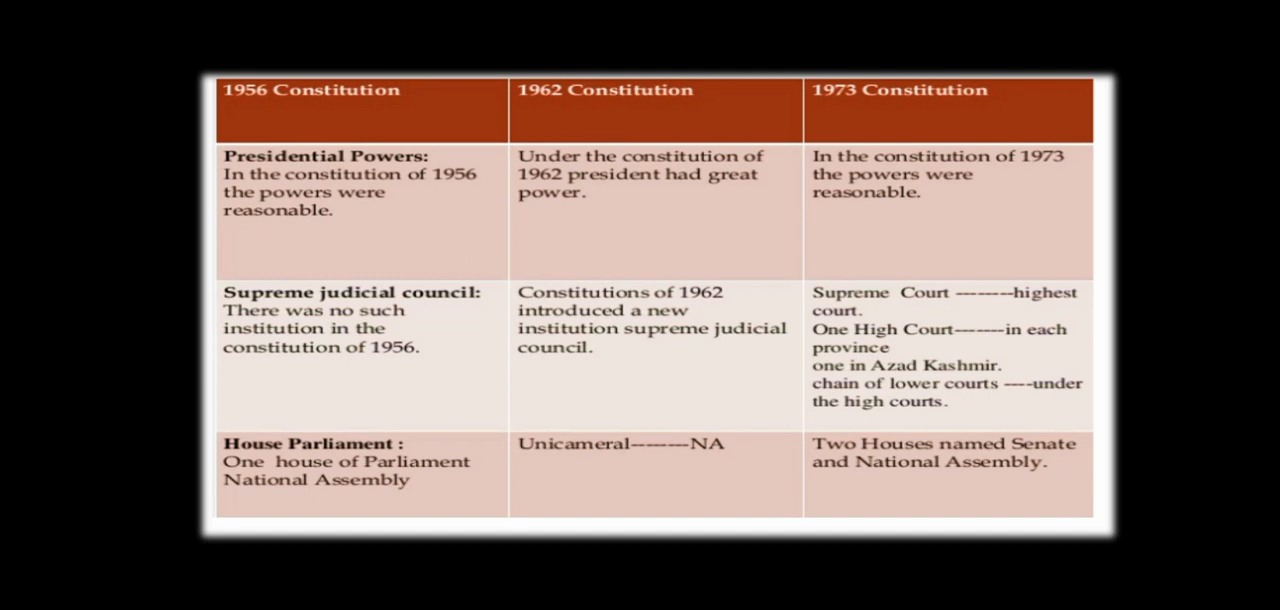 1956 Constitution
1962 Constitution
1973 Constitution
Presidential Powers:
In the constitution of 1956
the powers were
reasonable.
Under the constitution of
1962 president had great
power.
In the constitution of 1973
the powers were
reasonable.
Supreme judicial council:
There was no such
institution in the
constitution of 1956.
Constitutions of 1962
introduced a new
institution supreme judicial
council.
Supreme Court --------highest
court.
One High Court-------in each
province
one in Azad Kashmir.
chain of lower courts ----under
the high courts.
House Parliament :
One house of Parliament
National Assembly
Unicameral--------NA
Two Houses named Senate
and National Assembly.